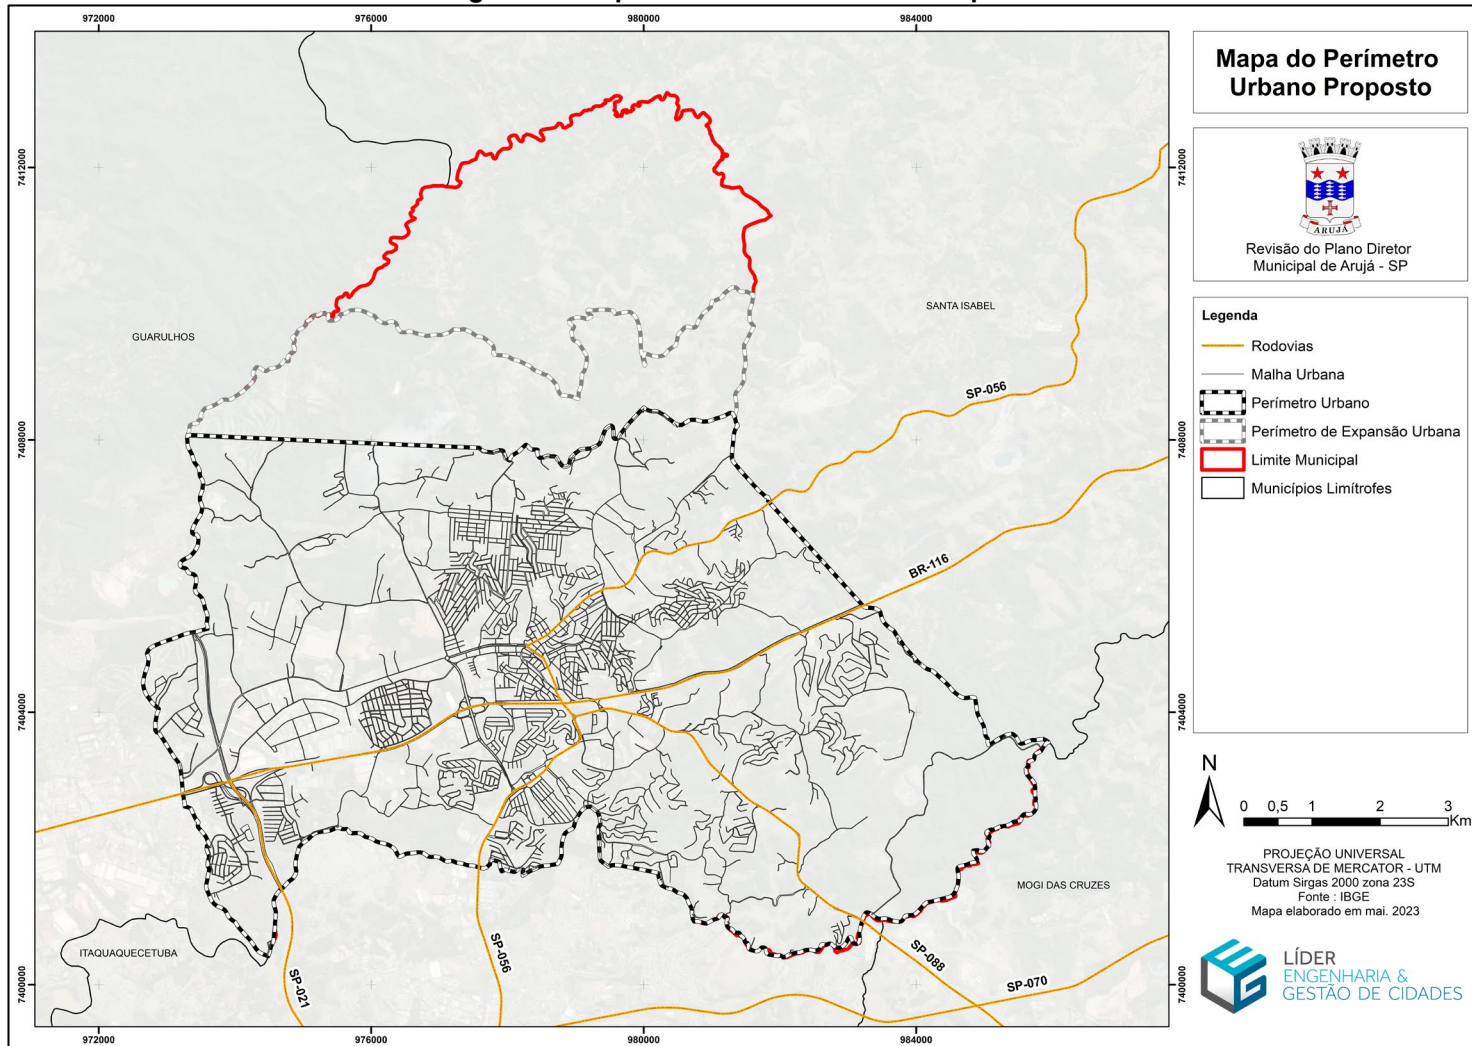 972000
976000
980000
984000
Mapa do Perímetro
Urbano Proposto
ARUJÁ
Revisão do Plano Diretor
Municipal de Arujá - SP
Legenda
Rodovias
Malha Urbana
Perímetro Urbano
Perímetro de Expansão Urbana
Limite Municipal
Municípios Limítrofes
7412000
7412000
GUARULHOS
SANTA ISABEL
SP-056
7408000
7408000
BR-116
7404000
7404000
MOGI DAS CRUZES
ITAQUAQUECETUBA
SP-021
SP-056
SP-088
SP-070
7400000
7400000
972000
976000
980000
984000
N
0 0,5 1 2 3
Km
PROJEÇÃO UNIVERSAL
TRANSVERSA DE MERCATOR - UTM
Datum Sirgas 2000 zona 23S
Fonte : IBGE
Mapa elaborado em mai. 2023
LÍDER
ENGENHARIA &
GESTÃO DE CIDADES